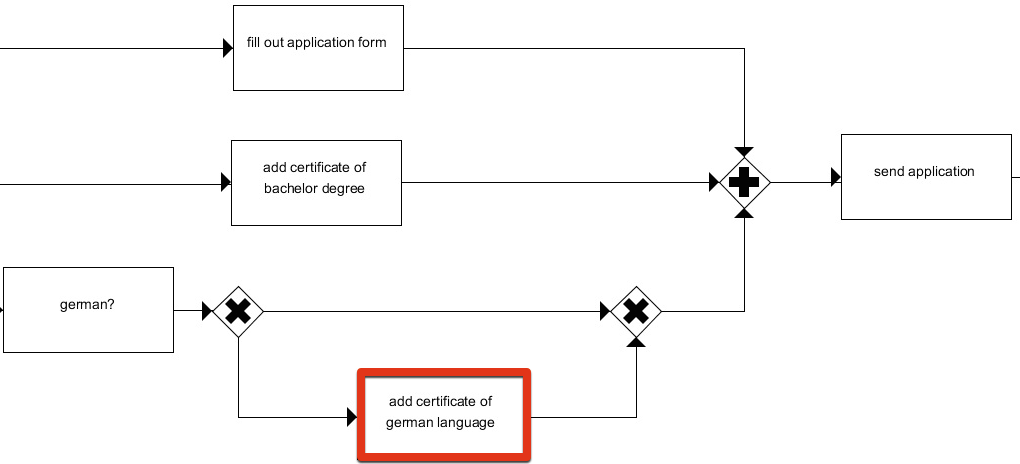 fill out application form
add certificate of
bachelor degree
send application
german?
add certificate of
german language